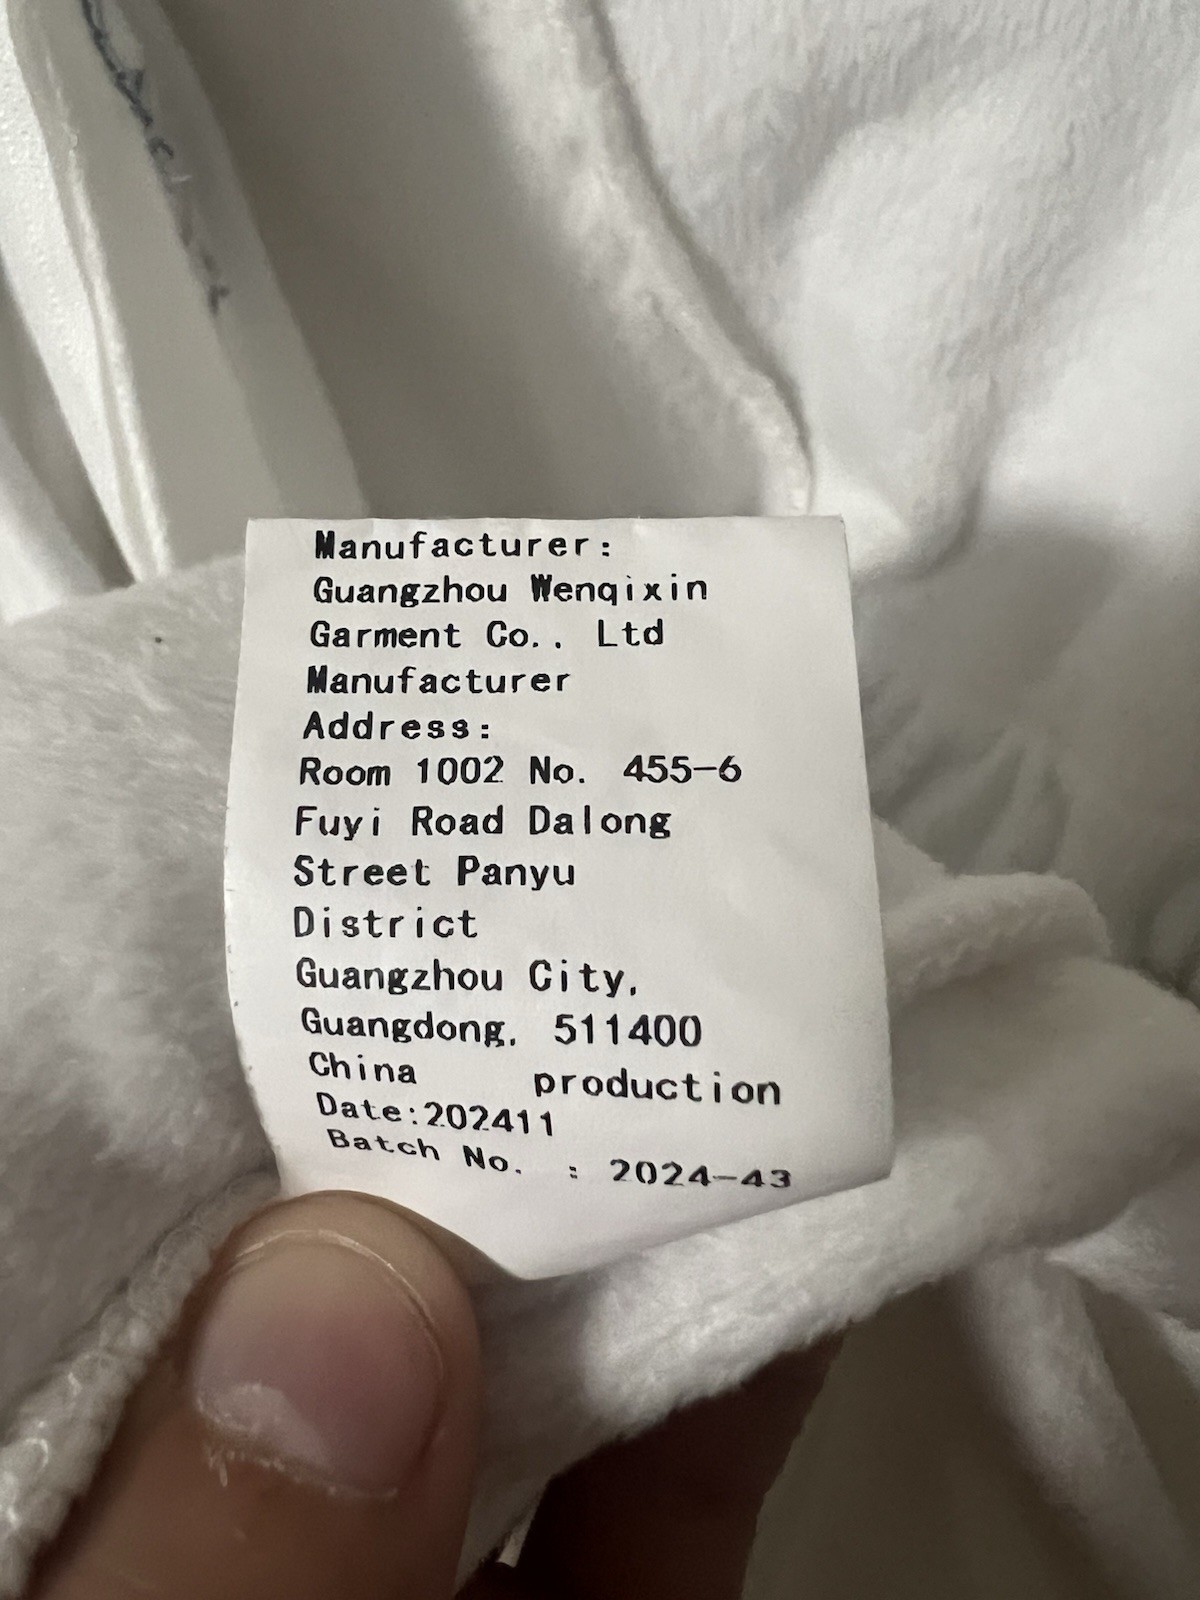 Manufacturer:
Guangzhou Wenqixin
Garment Co., Ltd
Manufacturer
Address:
Room 1002 No. 455-6
Fuyi Road Dalong
Street Panyu
District
Guangzhou City,
Guangdong, 511400
China production
Date:202411
Batch No. : 2024-43